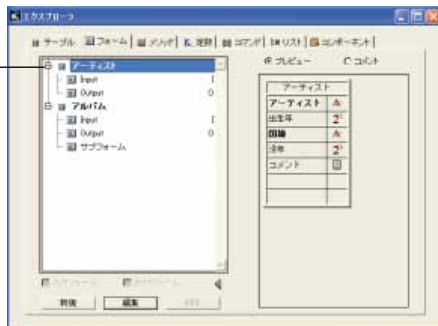 エクスプローラ
テーブル フォーム メソッド 定数 コマンド リスト コンポーネント
アーティスト
Input I
Output O
アルバム
Input I
Output O
サブフォーム
新規 編集
プレビュー コメント
アーティスト
アーティスト
出生年
国籍
コメント